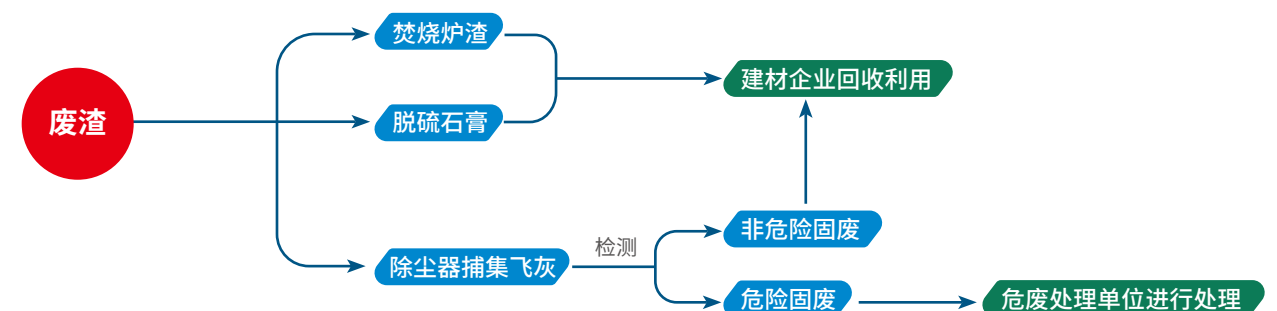 废渣
焚烧炉渣
脱硫石膏
除尘器捕集飞灰
检测
建材企业回收利用
非危险固废
危险固废
危废处理单位进行处理